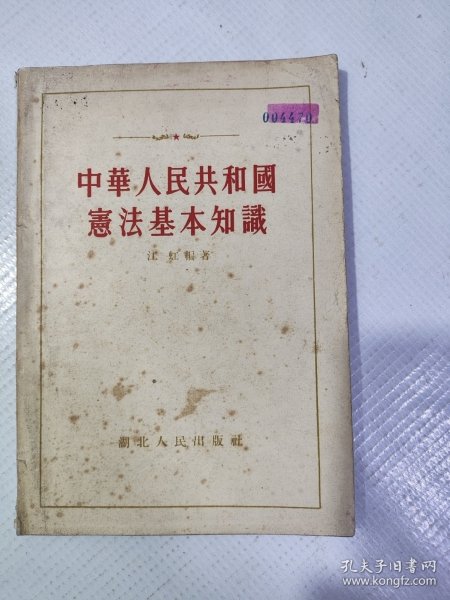 004470
中華人民共和國
憲法基本知識
江虹編著
湖北人民出版社
孔夫子旧书网
www.kongfz.com